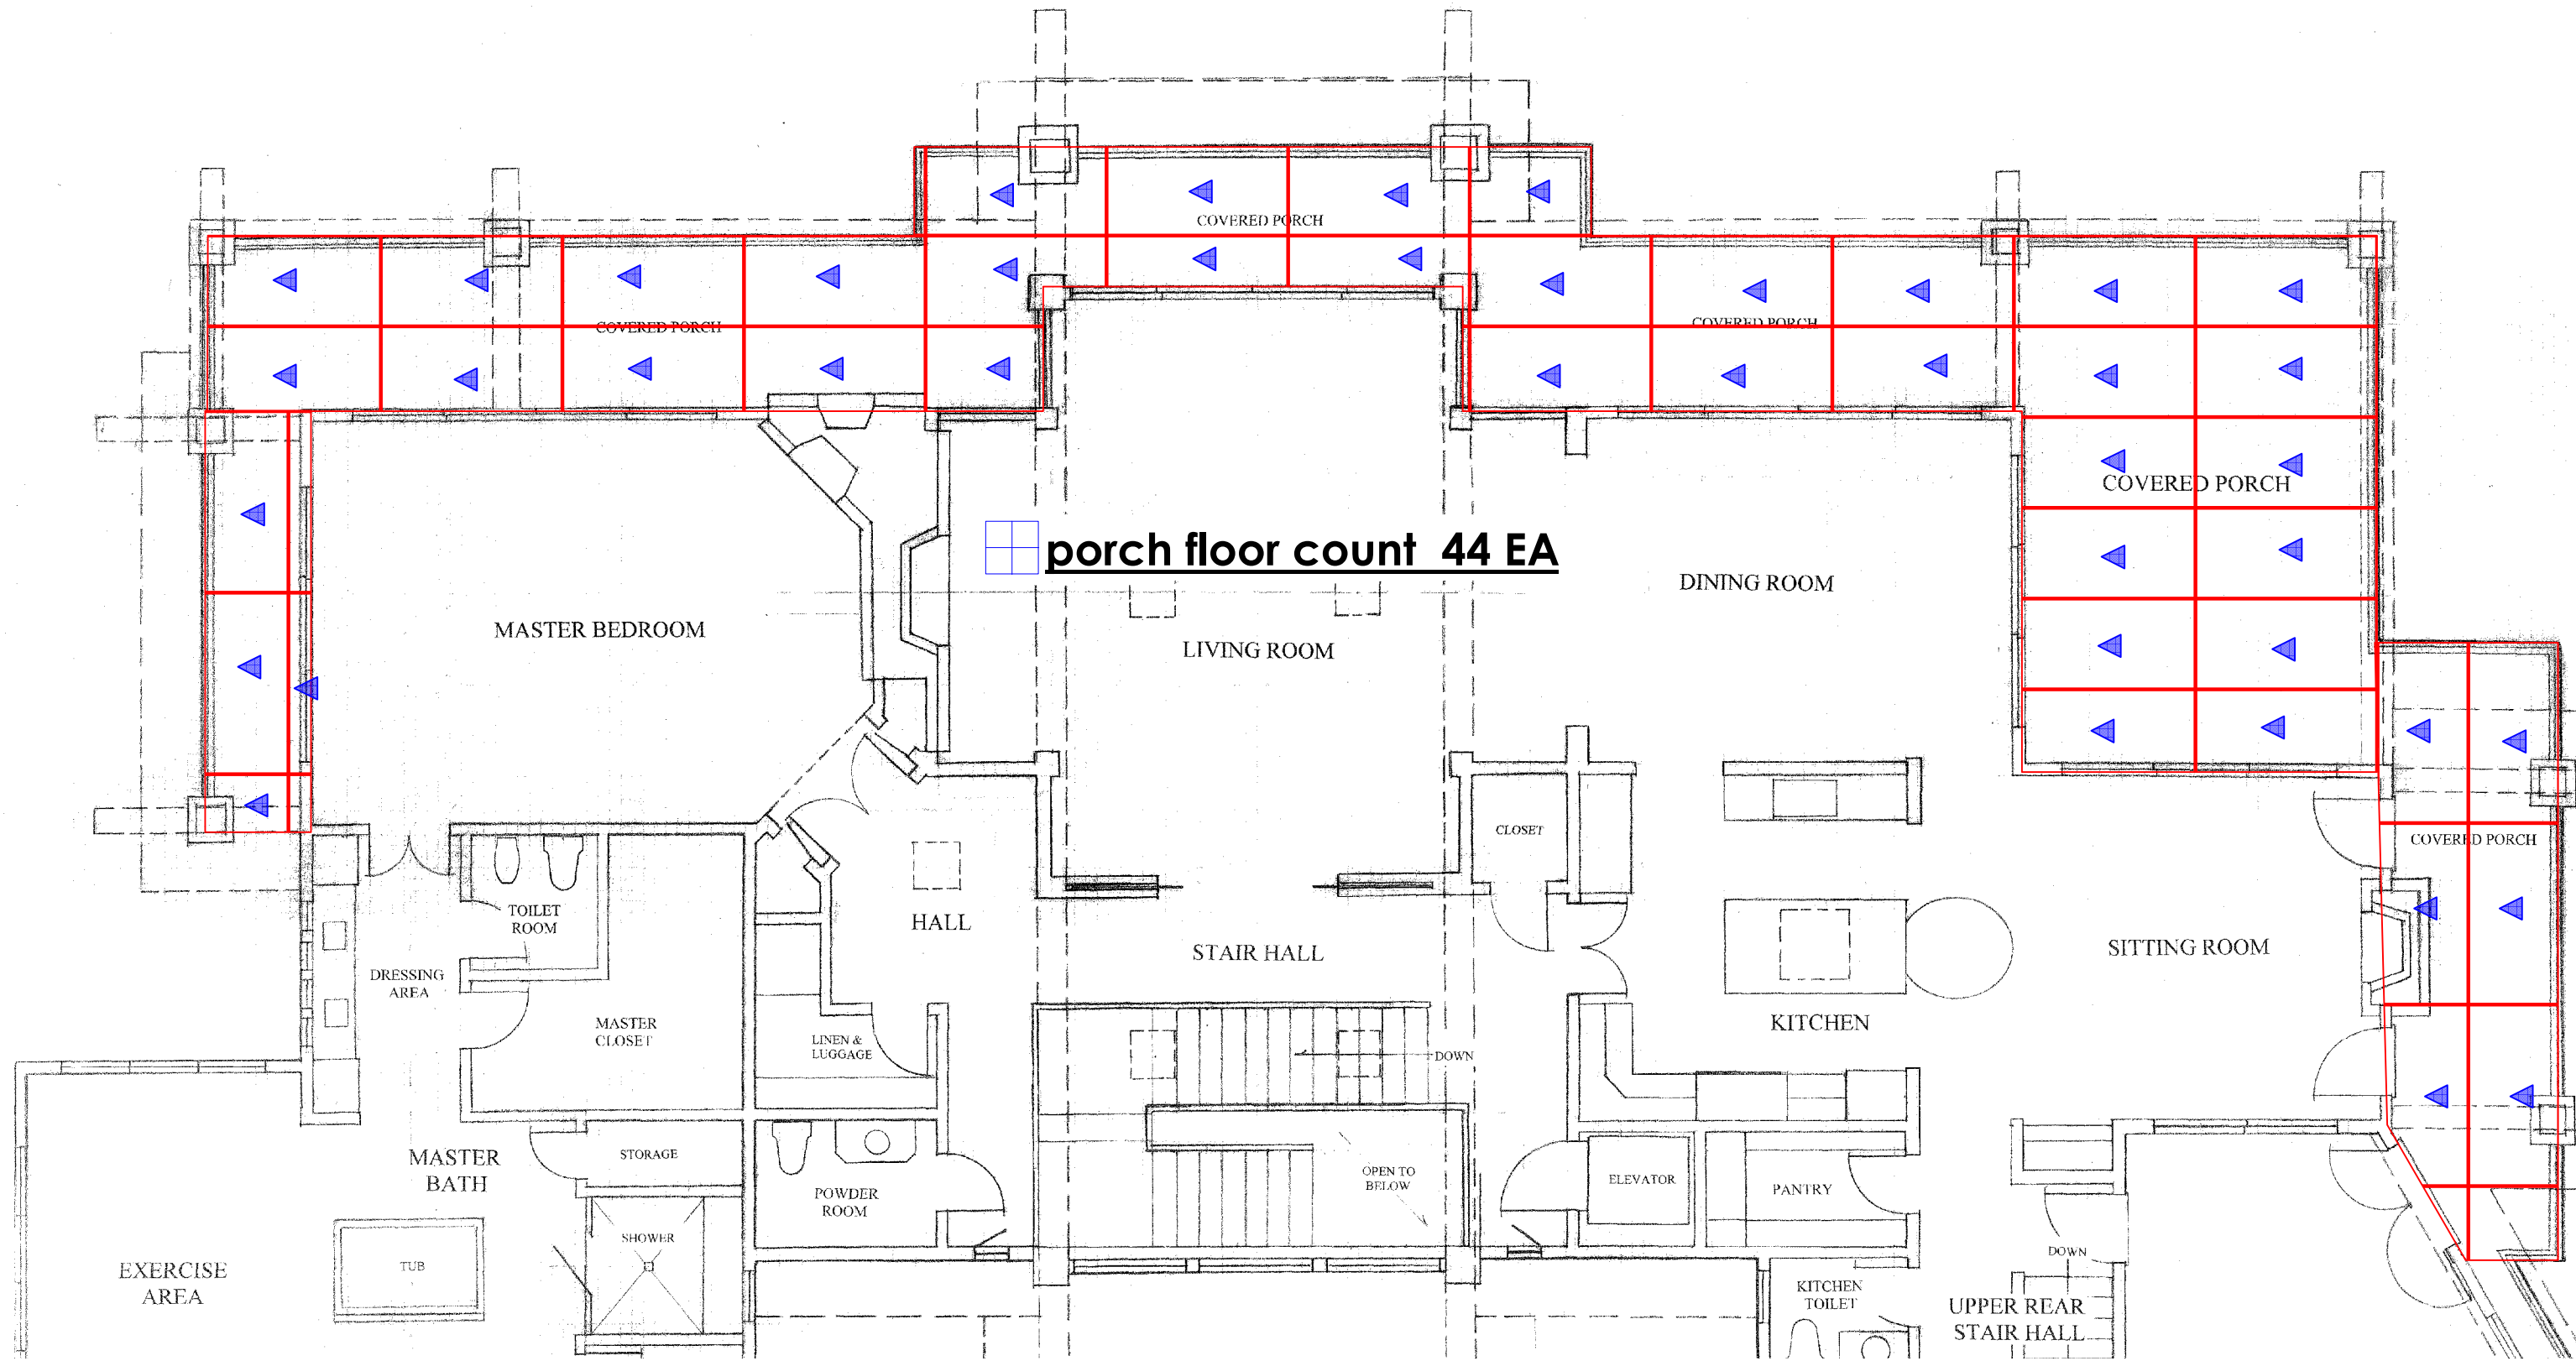 COVERED PORCH
COVERED PORCH
COVERED PORCH
COVERED PORCH
porch floor count 44 EA
DINING ROOM
MASTER BEDROOM
LIVING ROOM
CLOSET
COVERED PORCH
TOILET
ROOM
HALL
STAIR HALL
SITTING ROOM
DRESSING
AREA
MASTER
CLOSET
KITCHEN
LINEN &
LUGGAGE
DOWN
MASTER
BATH
STORAGE
OPEN TO
BELOW
ELEVATOR
PANTRY
POWDER
ROOM
SHOWER
DOWN
EXERCISE
AREA
TUB
KITCHEN
TOILET
UPPER REAR
STAIR HALL